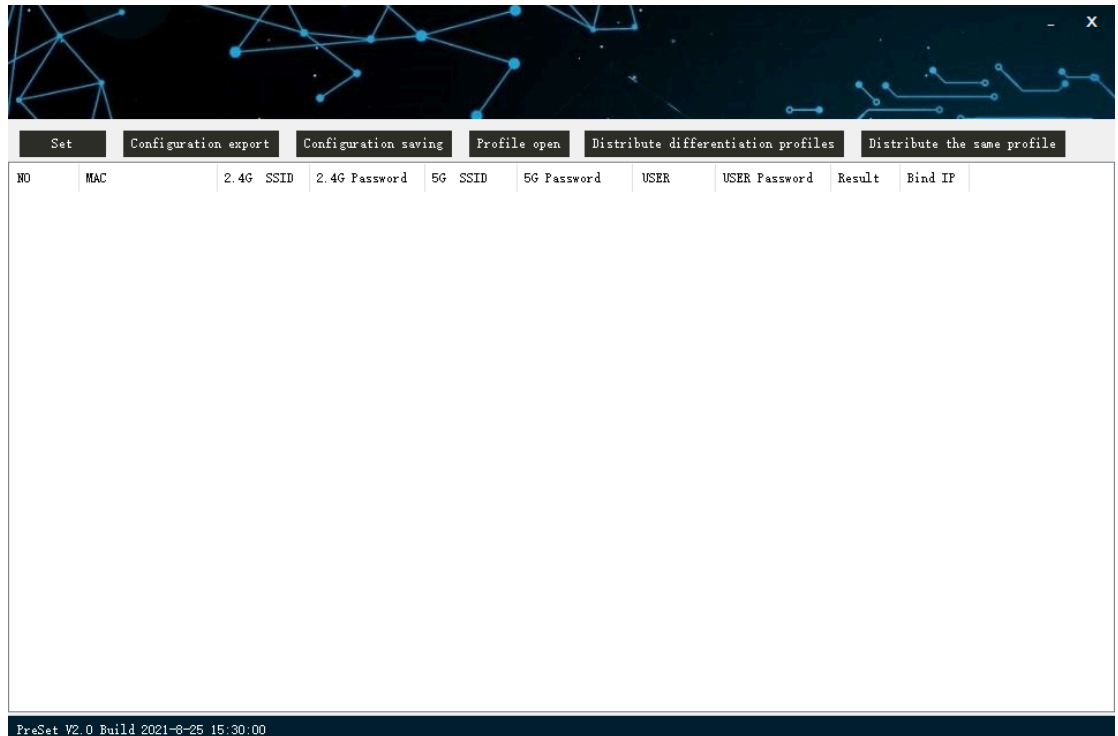 - X
Set Configuration export Configuration saving Profile open Distribute differentiation profiles Distribute the same profile
NO MAC 2.4G SSID 2.4G Password 5G SSID 5G Password USER USER Password Result Bind IP
PreSet V2.0 Build 2021-8-25 15:30:00